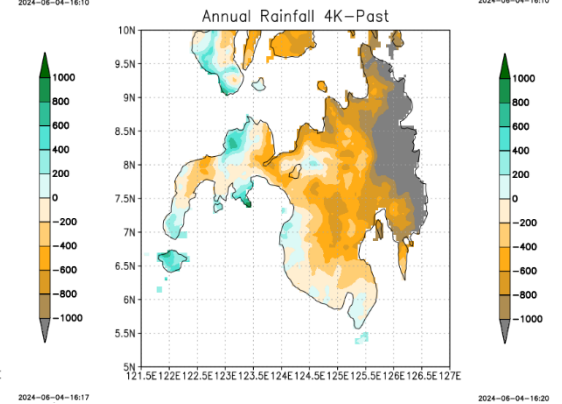 2024-06-04-16:10
2024-06-04-16:10
Annual Rainfall 4K-Past
1000
800
600
400
200
0
-200
-400
-600
-800
-1000
10N
9.5N
9N
8.5N
8N
7.5N
7N
6.5N
6N
5.5N
5N
121.5E 122E 122.5E 123E 123.5E 124E 124.5E 125E 125.5E 126E 126.5E 127E
1000
800
600
400
200
0
-200
-400
-600
-800
-1000
2024-06-04-16:17
2024-06-04-16:20